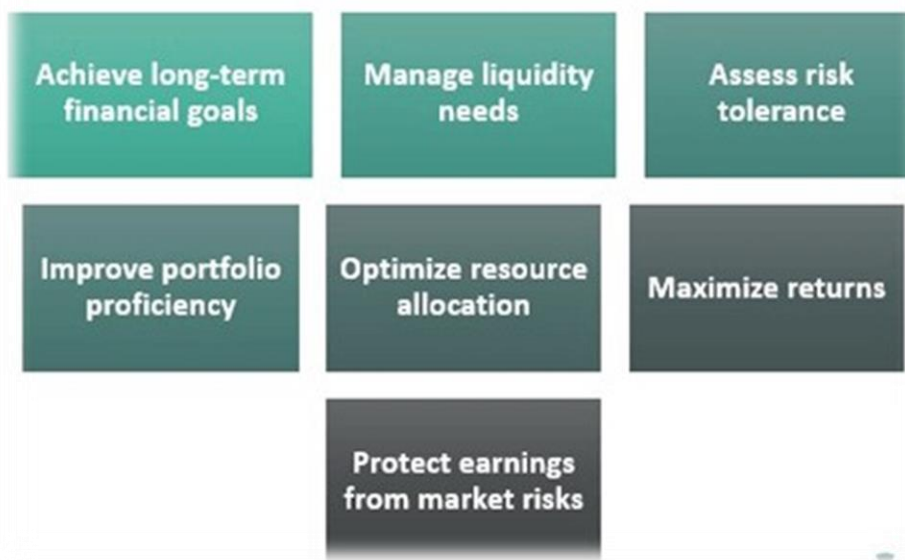 Achieve long-term
financial goals
Manage liquidity
needs
Assess risk
tolerance
Improve portfolio
proficiency
Optimize resource
allocation
Maximize returns
Protect earnings
from market risks